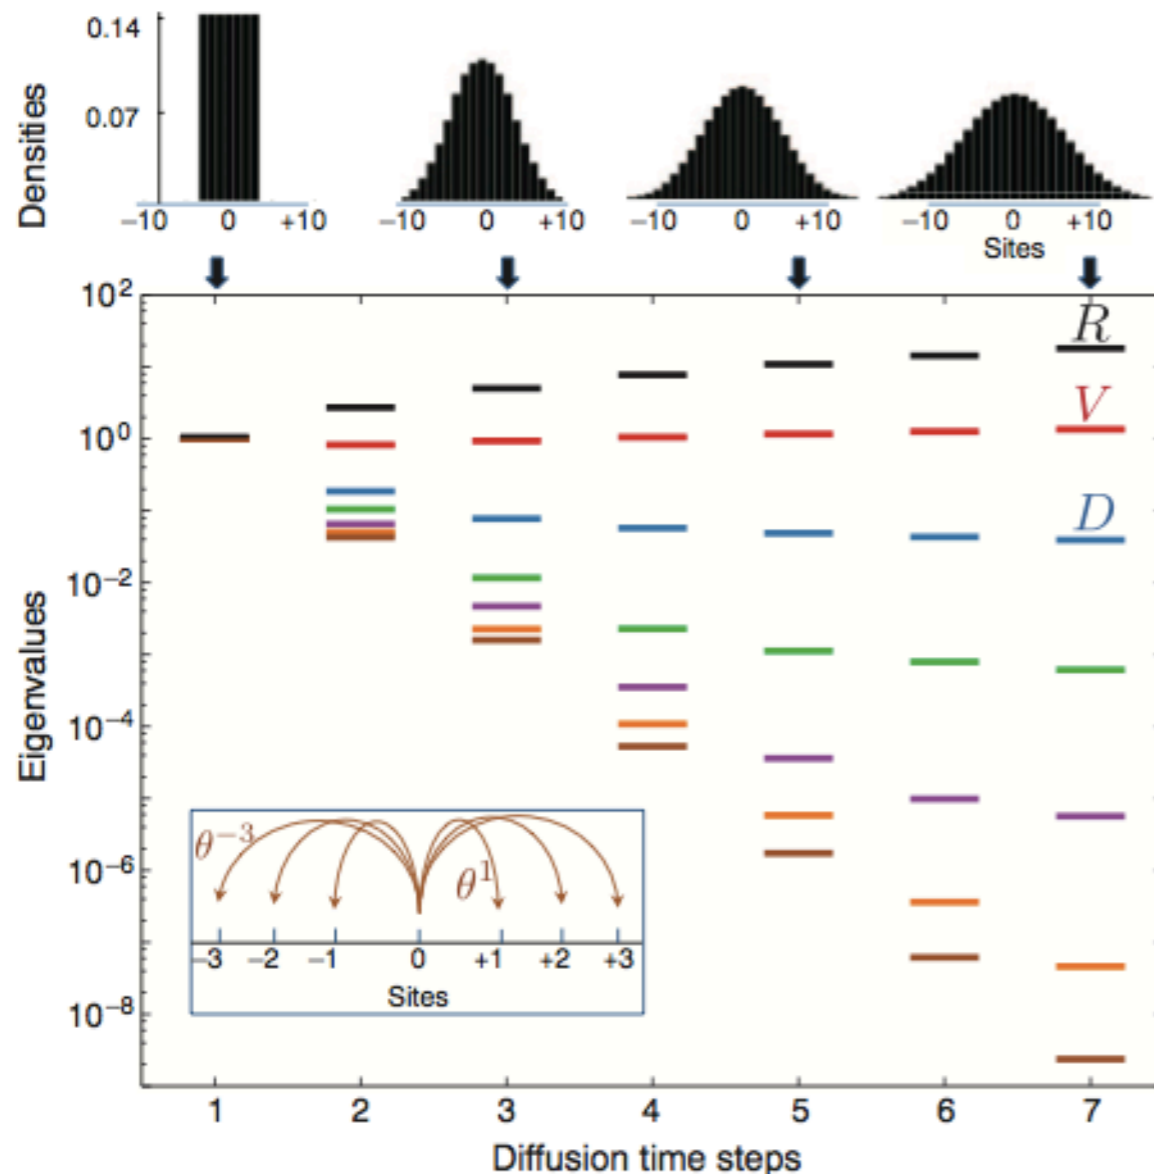 Densities
0.14
0.07
−10 0 +10
−10 0 +10
−10 0 +10
−10 0 +10
Sites
Eigenvalues
10²
10⁰
10⁻²
10⁻⁴
10⁻⁶
10⁻⁸
R
V
D
θ⁻³
θ¹
−3 −2 −1 0 +1 +2 +3
Sites
1 2 3 4 5 6 7
Diffusion time steps